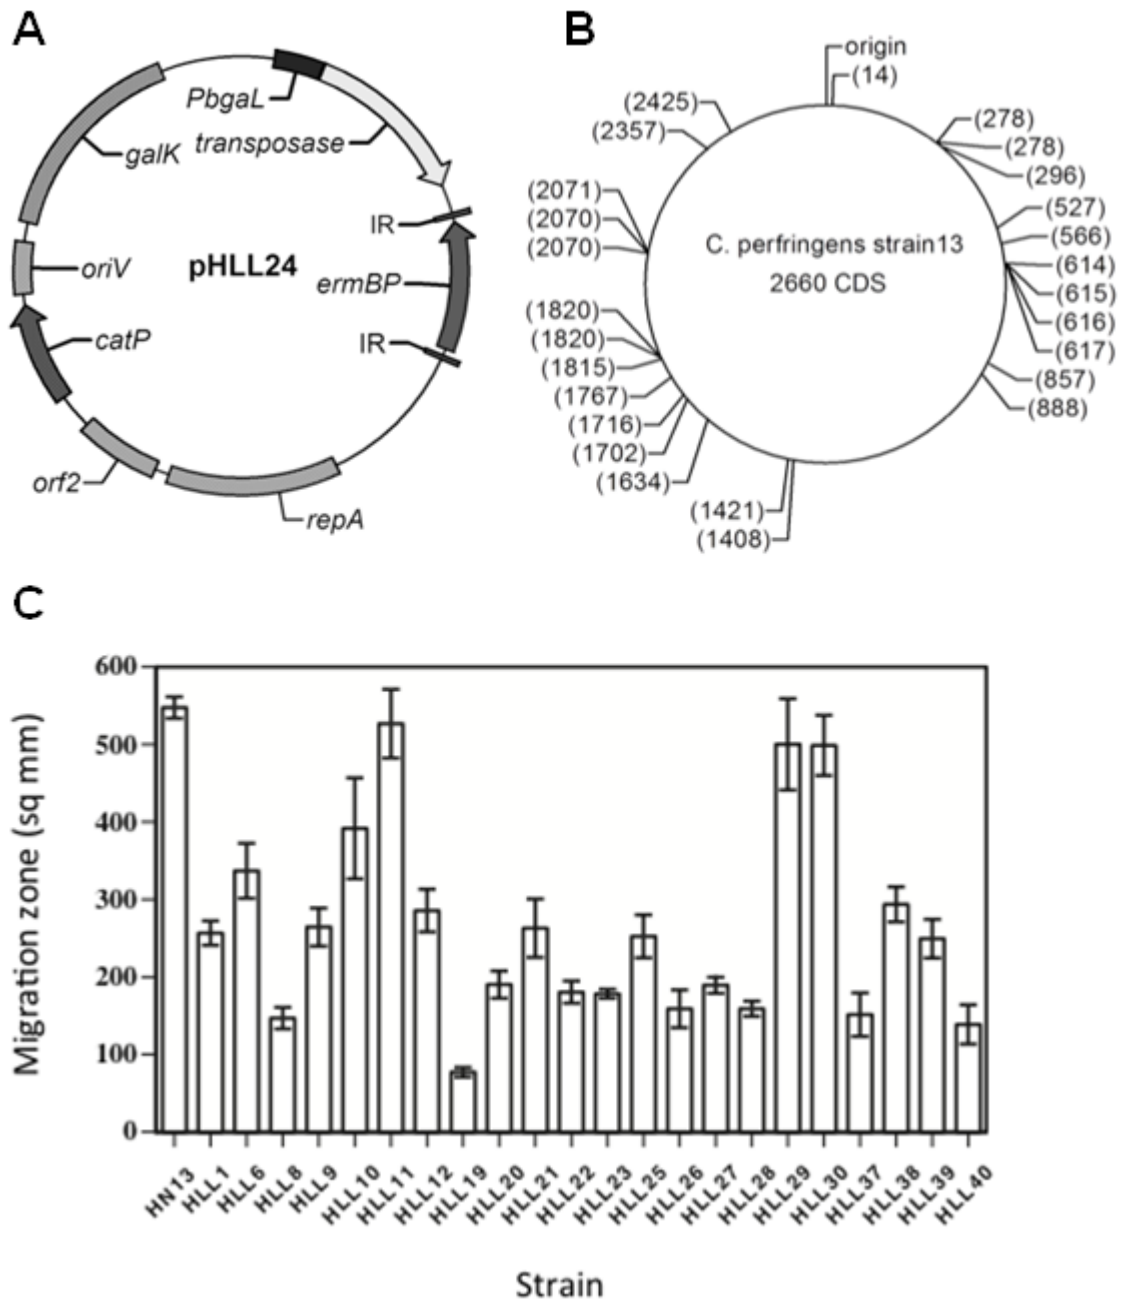 A
PbgaL
transposase
galK
IR
oriV
pHLL24
ermBP
catP
IR
orf2
repA
B
origin
(14)
(2425)
(2357)
(278)
(278)
(296)
(2071)
(2070)
(2070)
(527)
(566)
(614)
(615)
(616)
(617)
C. perfringens strain13
2660 CDS
(1820)
(1820)
(1815)
(1767)
(1716)
(1702)
(1634)
(857)
(888)
(1421)
(1408)
C
Migration zone (sq mm)
600
500
400
300
200
100
0
HN13
HLL1
HLL6
HLL8
HLL9
HLL10
HLL11
HLL12
HLL19
HLL20
HLL21
HLL22
HLL23
HLL25
HLL26
HLL27
HLL28
HLL29
HLL30
HLL37
HLL38
HLL39
HLL40
Strain